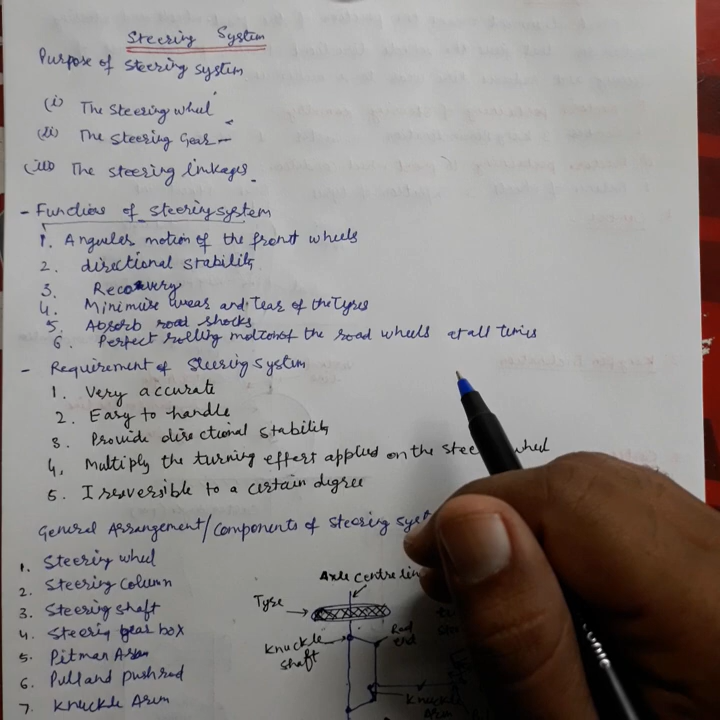 Steering System
Purpose of steering system
(i) The Steering wheel
(ii) The Steering Gear
(iii) The steering linkages.
- Functions of steering system
1. Angular motion of the front wheels
2. directional stability
3. Recovery
4. Minimise wear and Tear of the Tyres
5. Absorb road shocks
6. Perfect rolling motion of the road wheels at all times
- Requirement of Steering System
1. Very accurate
2. Easy to handle
3. Provide directional stability
4. Multiply the turning effort applied on the wheel
5. Irreversible to a certain degree
General Arrangement/Components of Steering
1. Steering wheel
2. Steering Column
3. Steering shaft
4. Steering gear box
5. Pitman Arm
6. Pull and push rod
7. Knuckle Arm
Axle centre
Tyre
Knuckle shaft
Rod end
Knuckle